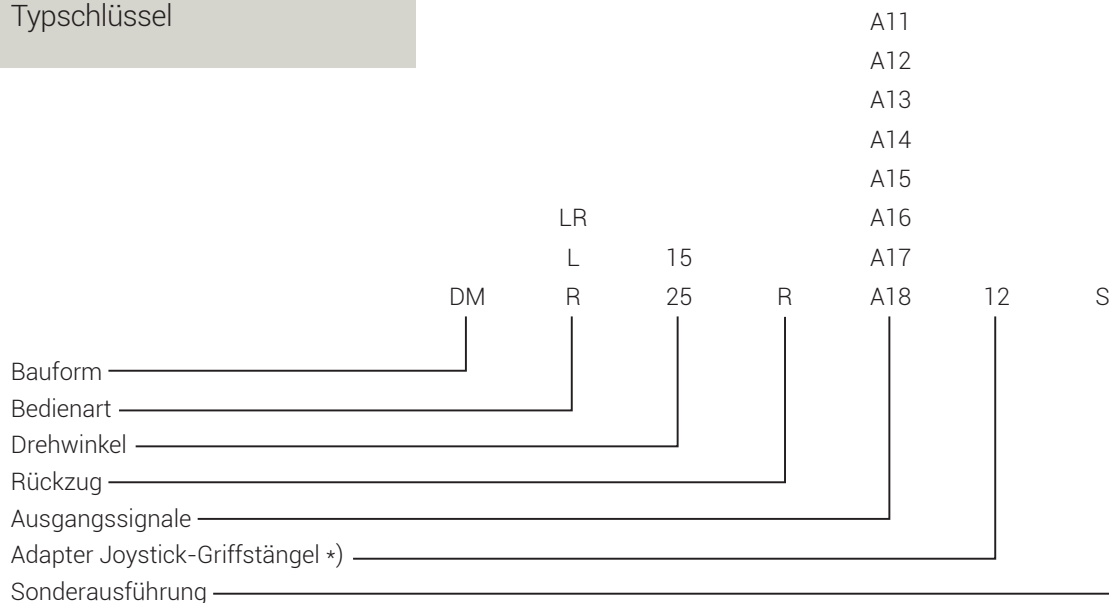 Typschlüssel
A11
A12
A13
A14
A15
LR A16
L 15 A17
DM R 25 R A18 12 S
Bauform
Bedienart
Drehwinkel
Rückzug
Ausgangssignale
Adapter Joystick-Griffstängel *)
Sonderausführung